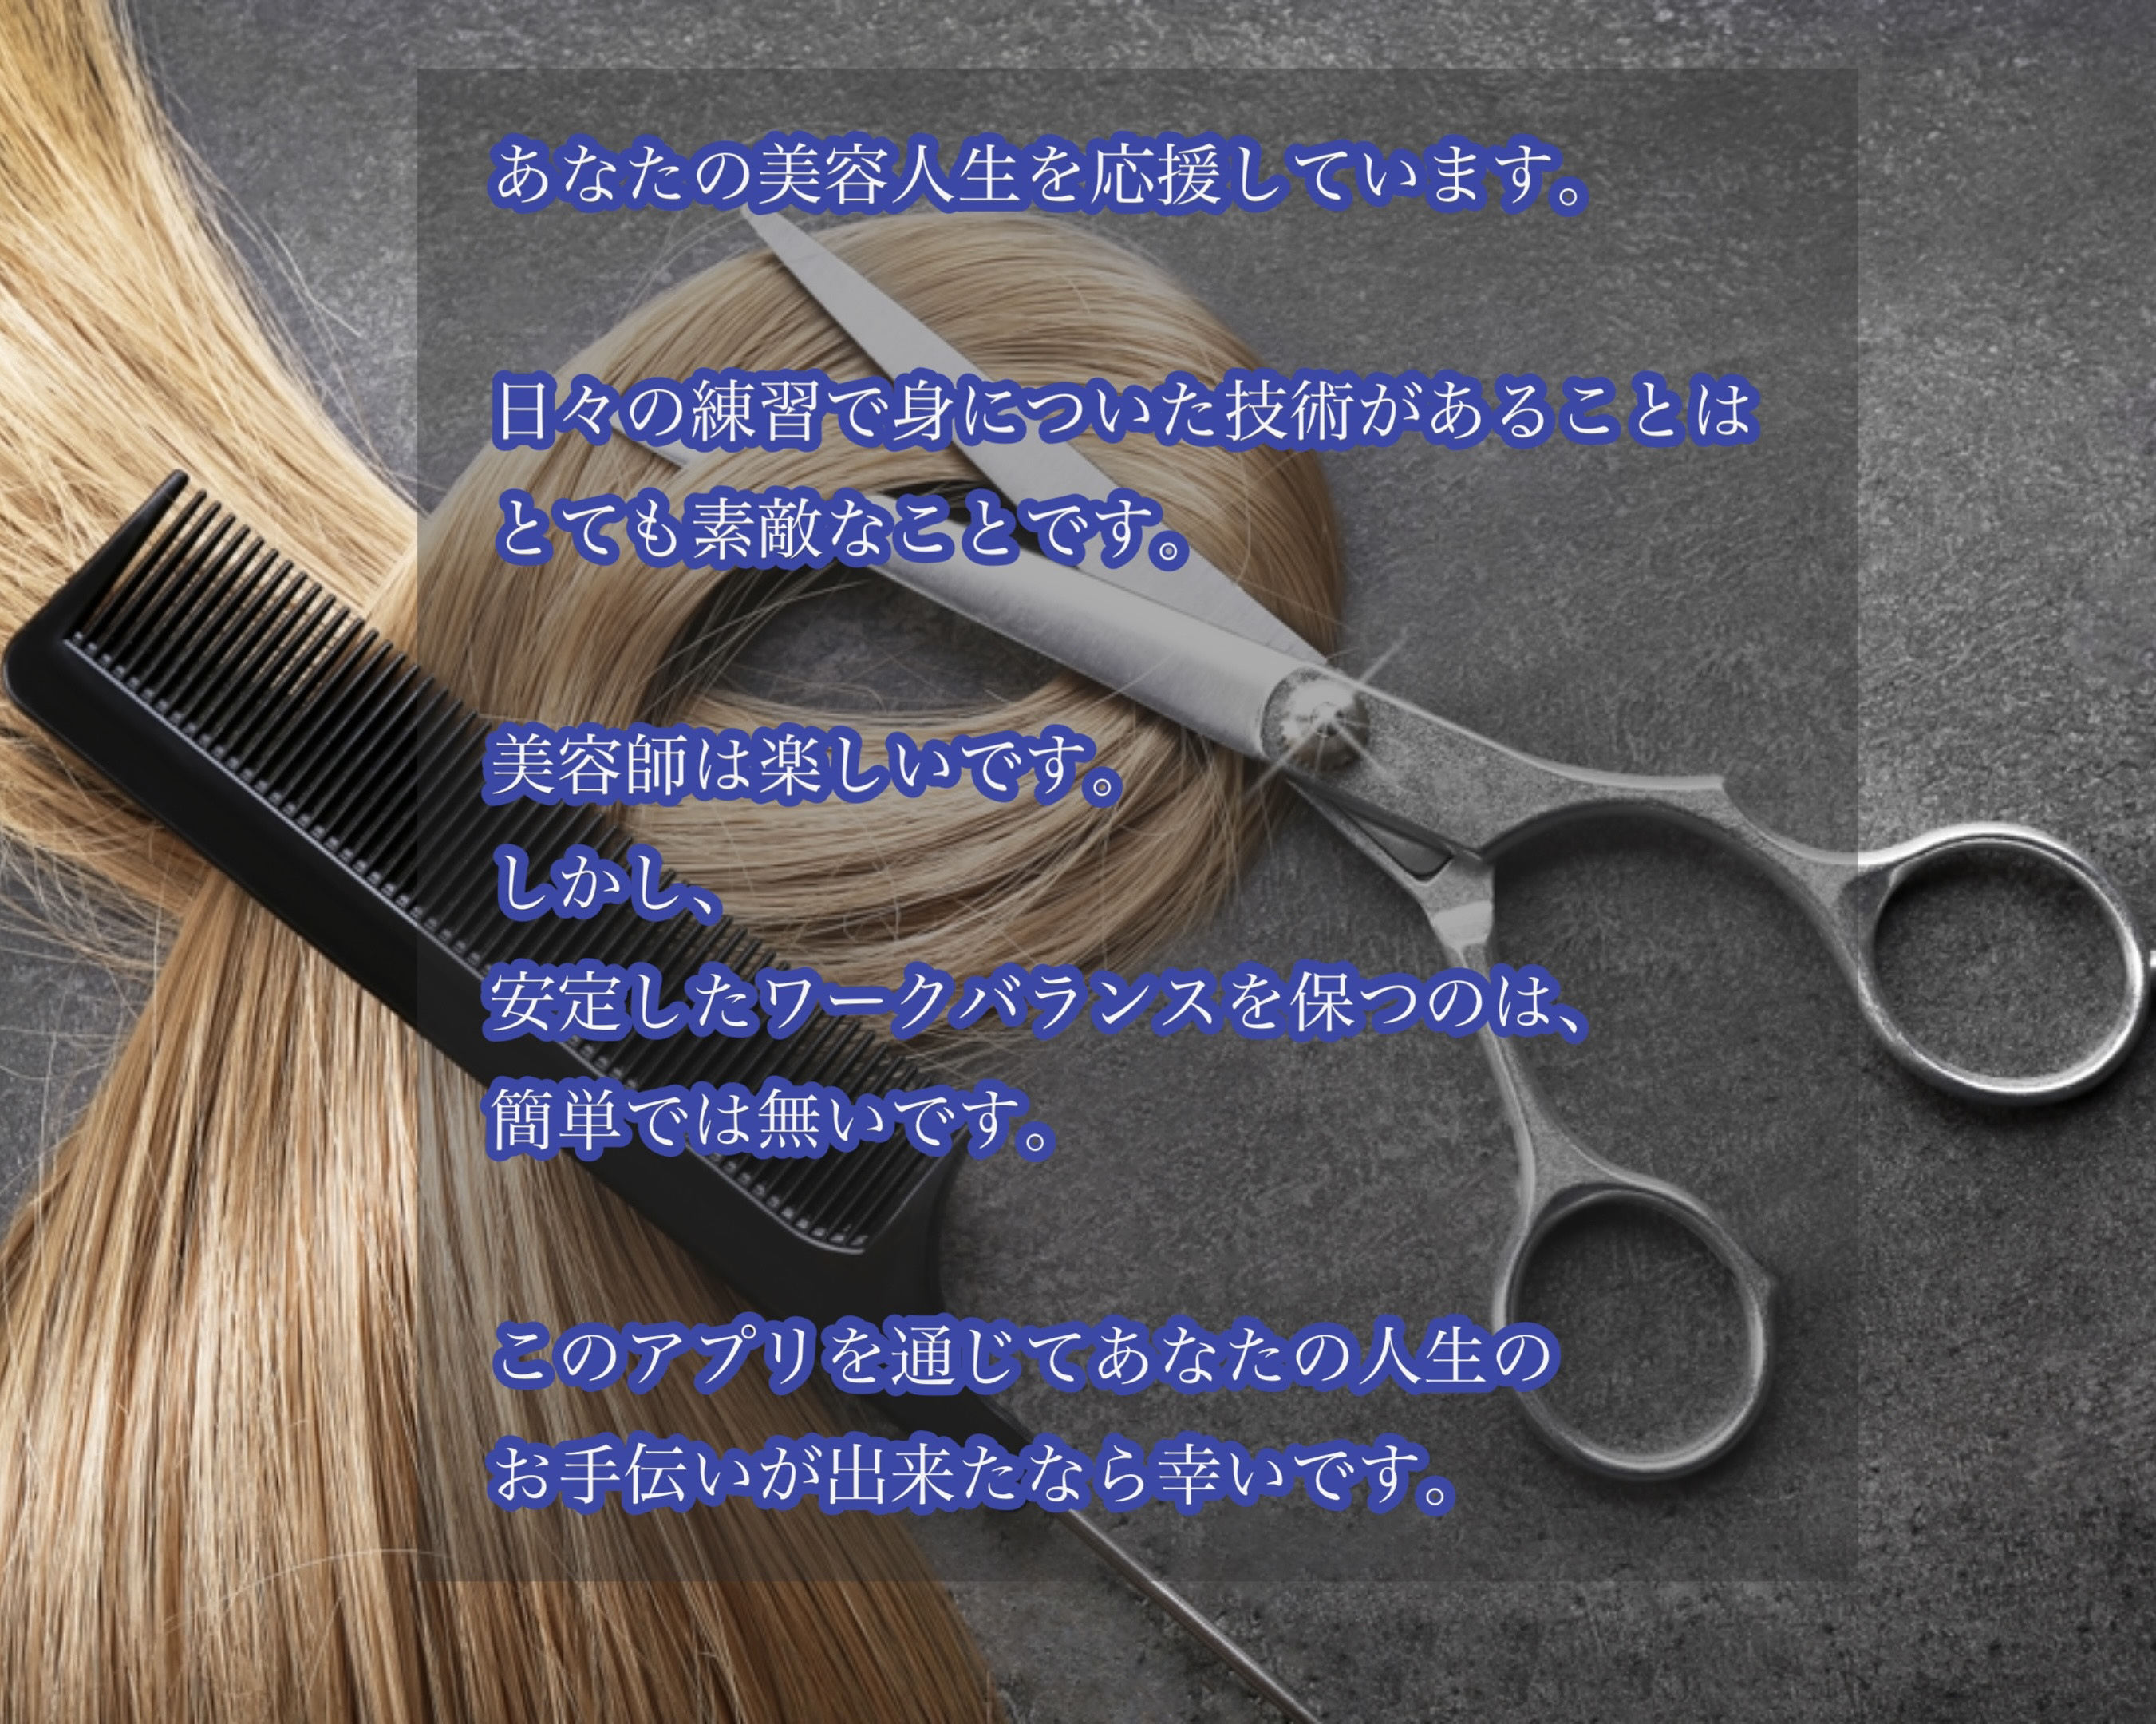 あなたの美容人生を応援しています。
日々の練習で身についた技術があることは
とても素敵なことです。
美容師は楽しいです。
しかし、
安定したワークバランスを保つのは、
簡単では無いです。
このアプリを通じてあなたの人生の
お手伝いが出来たなら幸いです。